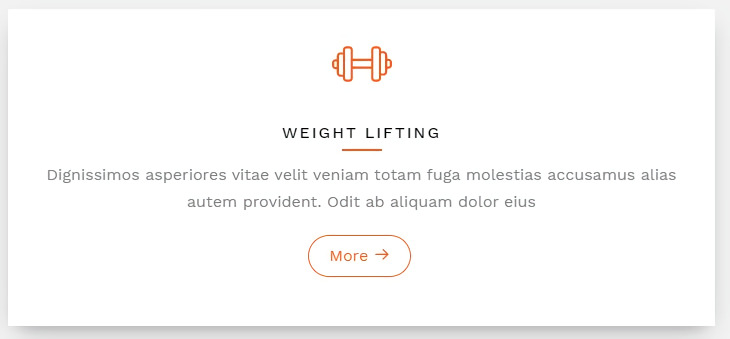 WEIGHT LIFTING
Dignissimos asperiores vitae velit veniam totam fuga molestias accusamus alias
autem provident. Odit ab aliquam dolor eius
More →